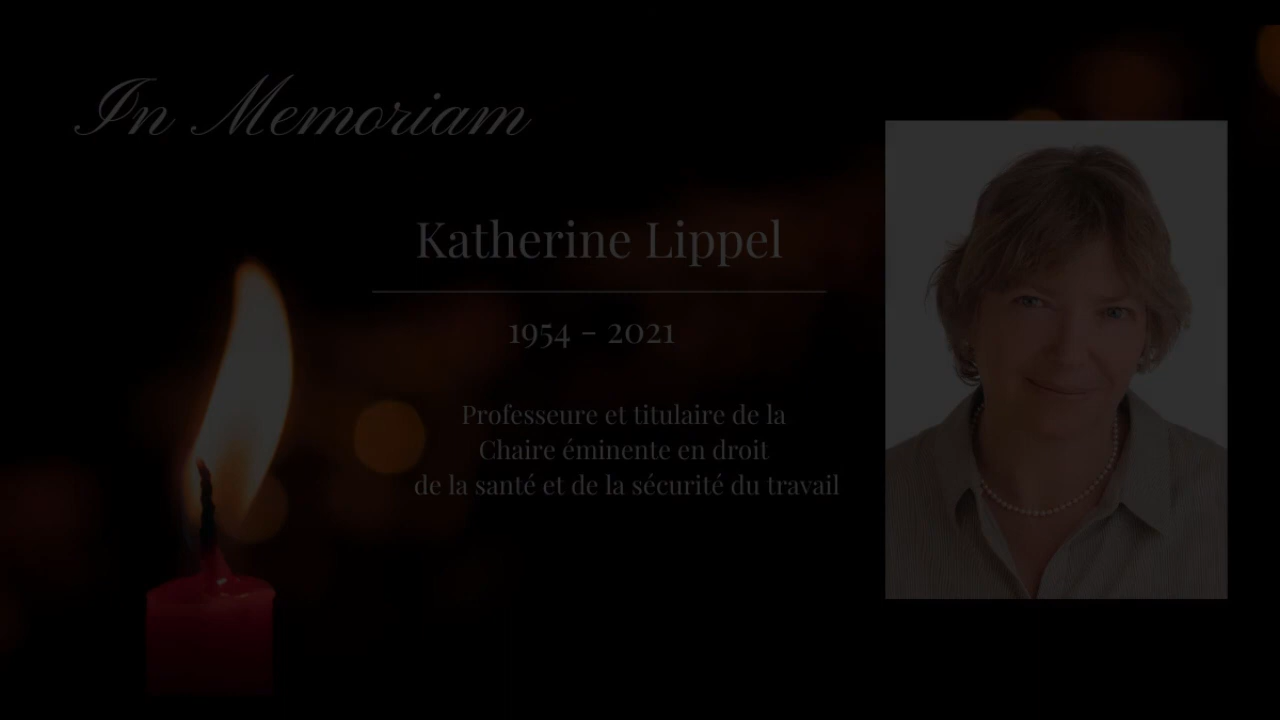 In Memoriam
Katherine Lippel
1954 - 2021
Professeure et titulaire de la
Chaire éminente en droit
de la santé et de la sécurité du travail